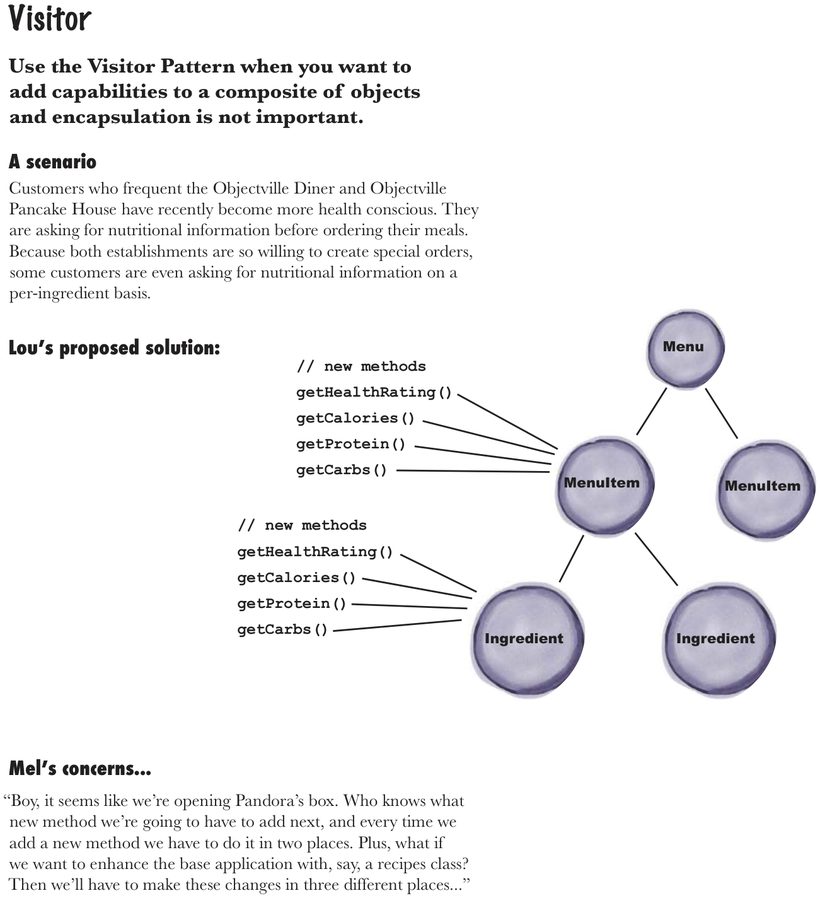 Visitor
Use the Visitor Pattern when you want to
add capabilities to a composite of objects
and encapsulation is not important.
A scenario
Customers who frequent the Objectville Diner and Objectville
Pancake House have recently become more health conscious. They
are asking for nutritional information before ordering their meals.
Because both establishments are so willing to create special orders,
some customers are even asking for nutritional information on a
per-ingredient basis.
Lou’s proposed solution:
// new methods
getHealthRating()
getCalories()
getProtein()
getCarbs()
Menu
MenuItem
MenuItem
// new methods
getHealthRating()
getCalories()
getProtein()
getCarbs()
Ingredient
Ingredient
Mel’s concerns...
“Boy, it seems like we’re opening Pandora’s box. Who knows what
new method we’re going to have to add next, and every time we
add a new method we have to do it in two places. Plus, what if
we want to enhance the base application with, say, a recipes class?
Then we’ll have to make these changes in three different places...”